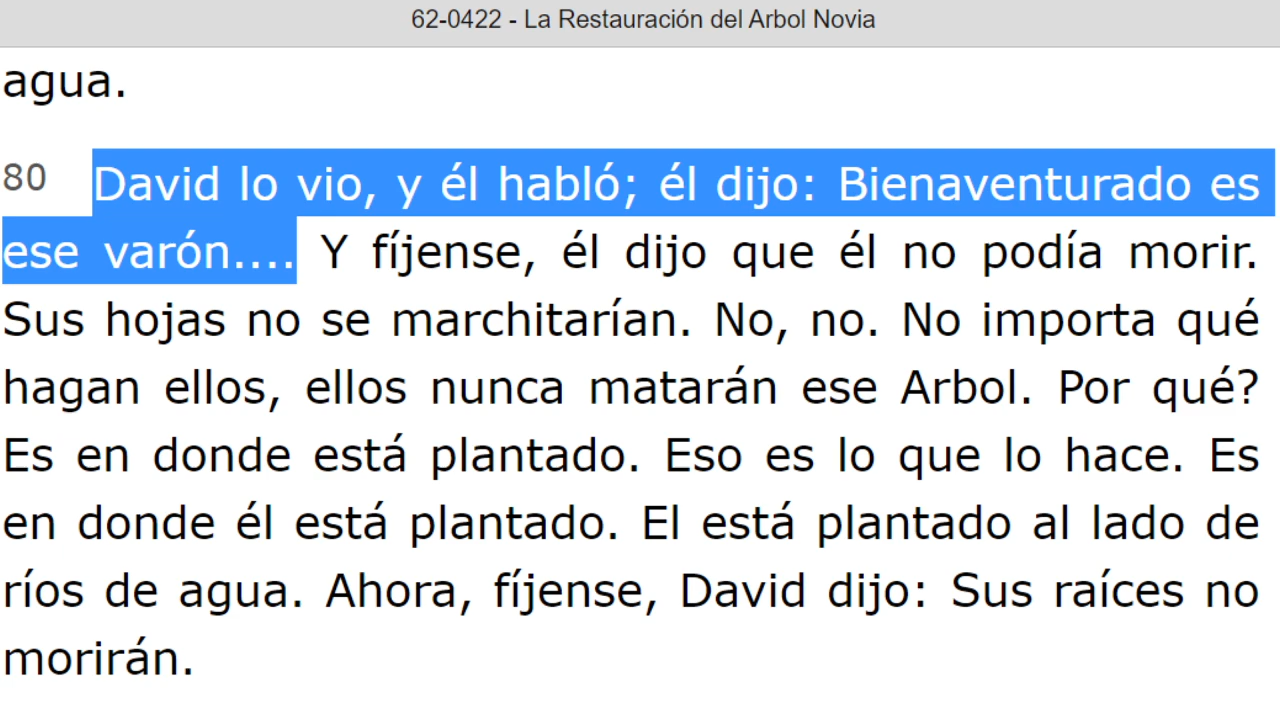 62-0422 - La Restauración del Arbol Novia
agua.
80 David lo vio, y él habló; él dijo: Bienaventurado es
ese varón.... Y fíjense, él dijo que él no podía morir.
Sus hojas no se marchitarían. No, no. No importa qué
hagan ellos, ellos nunca matarán ese Arbol. Por qué?
Es en donde está plantado. Eso es lo que lo hace. Es
en donde él está plantado. El está plantado al lado de
ríos de agua. Ahora, fíjense, David dijo: Sus raíces no
morirán.